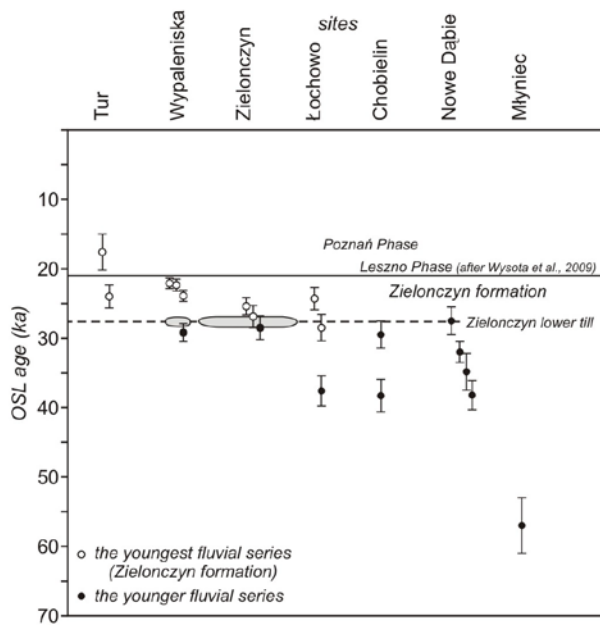 sites
Tur
Wypaleniska
Zielonczyn
Łochowo
Chobielin
Nowe Dąbie
Młyniec
OSL age (ka)
10
20
30
40
50
60
70
Poznań Phase
Leszno Phase (after Wysota et al., 2009)
Zielonczyn formation
Zielonczyn lower till
the youngest fluvial series
(Zielonczyn formation)
the younger fluvial series